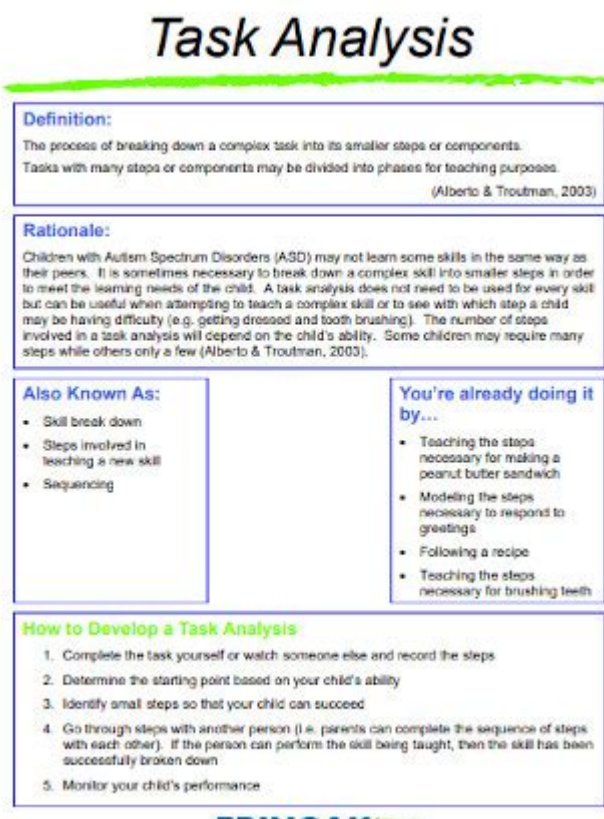 Task Analysis
Definition:
The process of breaking down a complex task into its smaller steps or components.
Tasks with many steps or components may be divided into phases for teaching purposes.
(Alberto & Troutman, 2003)
Rationale:
Children with Autism Spectrum Disorders (ASD) may not learn some skills in the same way as
their peers. It is sometimes necessary to break down a complex skill into smaller steps in order
to meet the learning needs of the child. A task analysis does not need to be used for every skill
but can be useful when attempting to teach a complex skill or to see with which step a child
may be having difficulty (e.g. getting dressed and tooth brushing). The number of steps
involved in a task analysis will depend on the child's ability. Some children may require many
steps while others only a few (Alberto & Troutman, 2003).
Also Known As:
• Skill break down
• Steps involved in
teaching a new skill
• Sequencing
You're already doing it
by…
• Teaching the steps
necessary for making a
peanut butter sandwich
• Modeling the steps
necessary to respond to
greetings
• Following a recipe
• Teaching the steps
necessary for brushing teeth
How to Develop a Task Analysis
1. Complete the task yourself or watch someone else and record the steps
2. Determine the starting point based on your child's ability
3. Identify small steps so that your child can succeed
4. Go through steps with another person (i.e. parents can complete the sequence of steps
with each other). If the person can perform the skill being taught, then the skill has been
successfully broken down
5. Monitor your child's performance